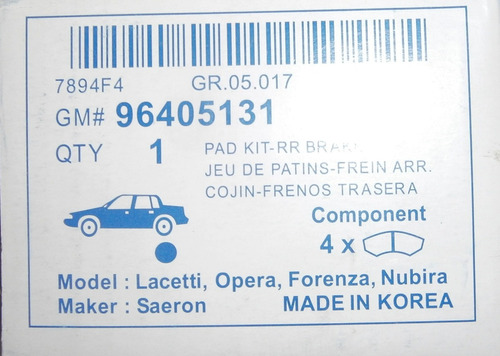 7894F4 GR.05.017
GM# 96405131
QTY 1 PAD KIT-RR BRAKE
JEU DE PATINS-FREIN ARR.
COJIN-FRENOS TRASERA
Component
4 x
Model : Lacetti, Opera, Forenza, Nubira
Maker : Saeron MADE IN KOREA